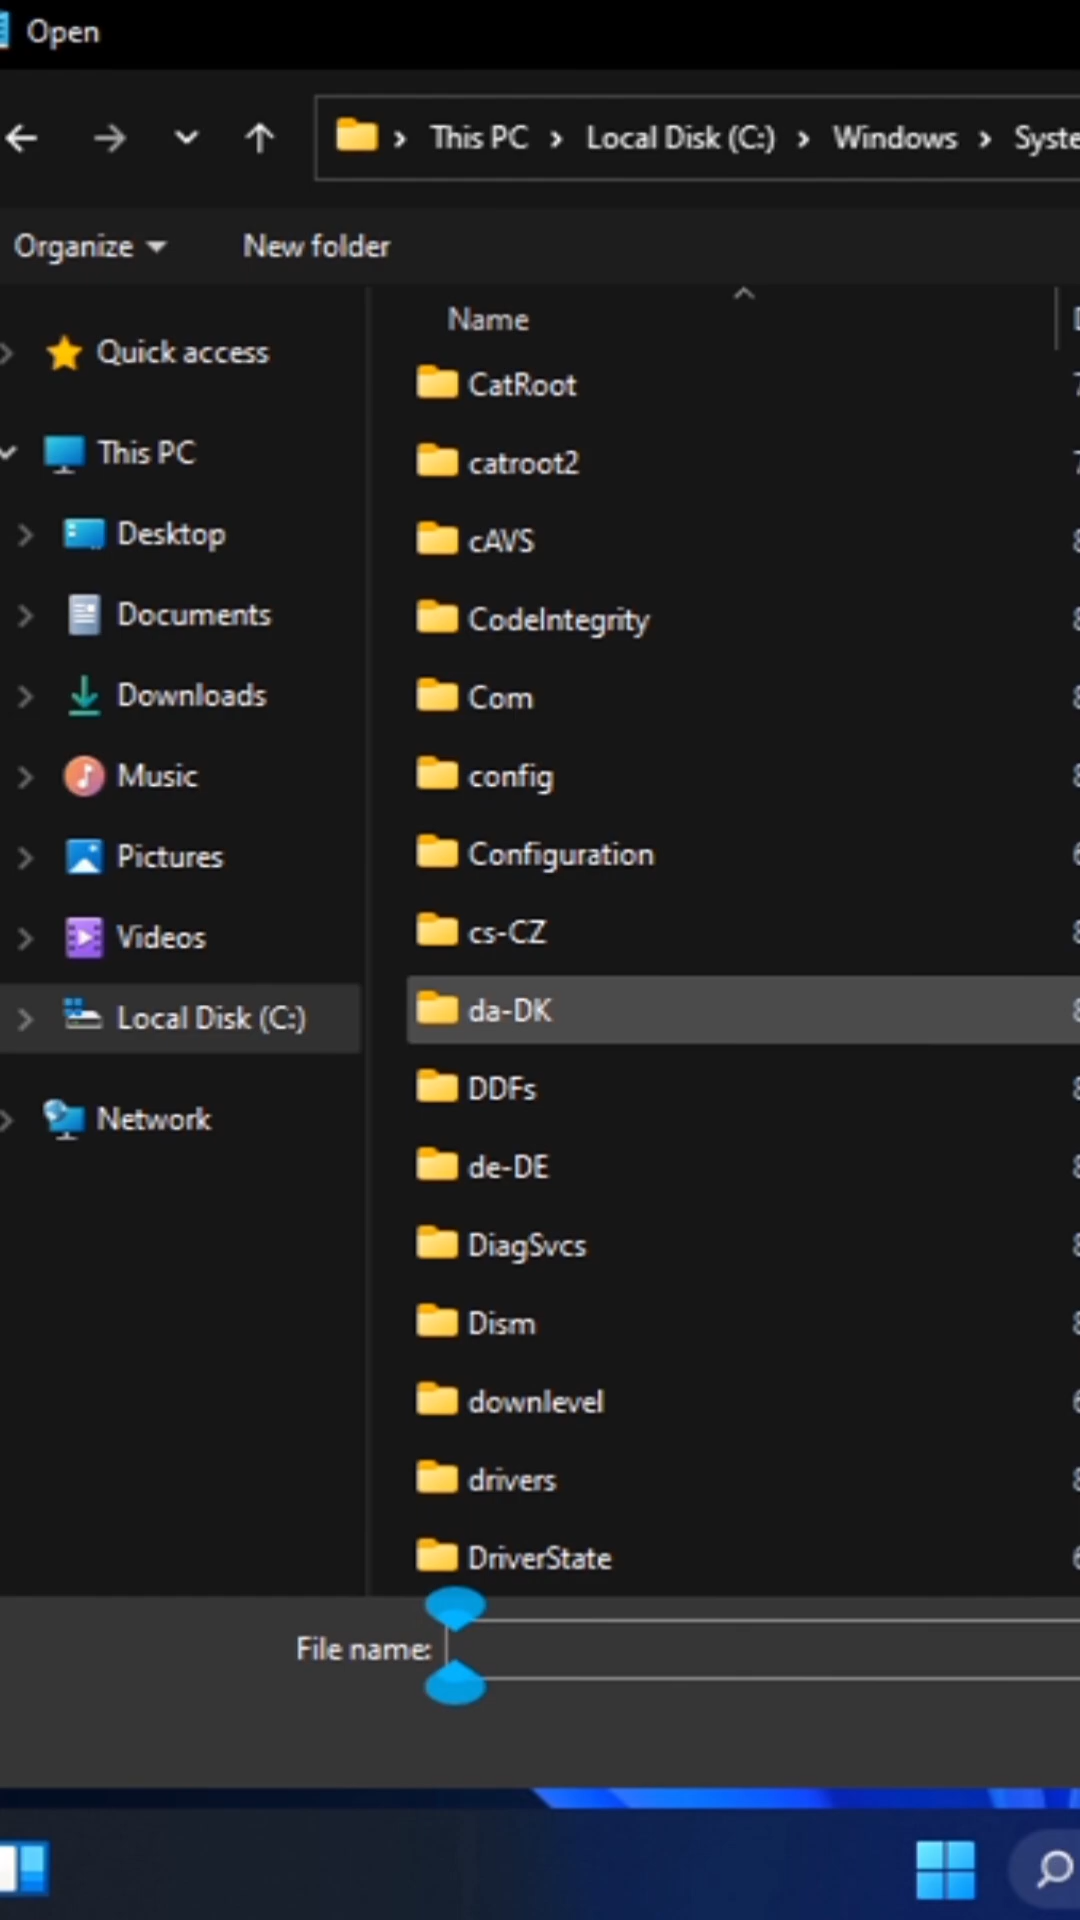 Open
This PC > Local Disk (C:) > Windows > Syste
Organize
New folder
Name
Quick access
This PC
Desktop
Documents
Downloads
Music
Pictures
Videos
Local Disk (C:)
Network
CatRoot
catroot2
cAVS
CodeIntegrity
Com
config
Configuration
cs-CZ
da-DK
DDFs
de-DE
DiagSvcs
Dism
downlevel
drivers
DriverState
File name: